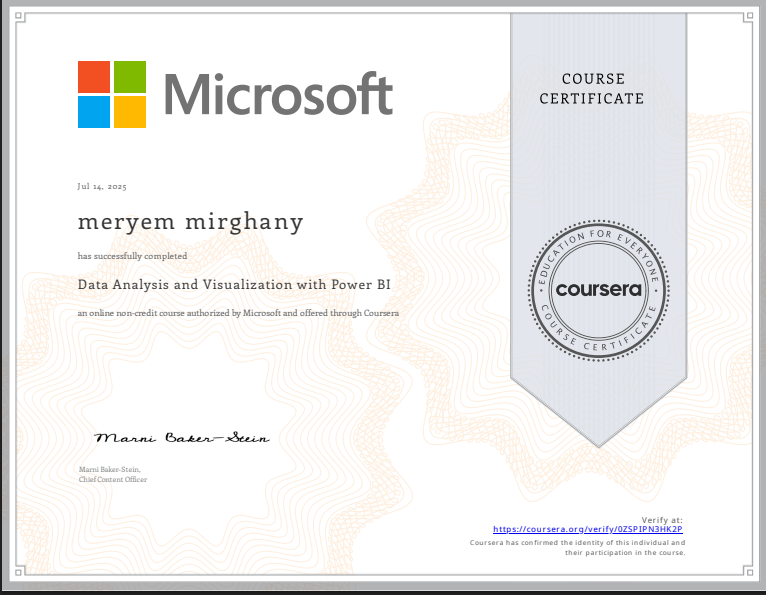 Microsoft
COURSE
CERTIFICATE
Jul 14, 2025
meryem mirghany
has successfully completed
Data Analysis and Visualization with Power BI
an online non-credit course authorized by Microsoft and offered through Coursera
EDUCATION FOR EVERYONE
coursera
COURSE CERTIFICATE
Marni Baker-Stein
Marni Baker-Stein,
Chief Content Officer
Verify at:
https://coursera.org/verify/0ZSPIPN3HK2P
Coursera has confirmed the identity of this individual and
their participation in the course.